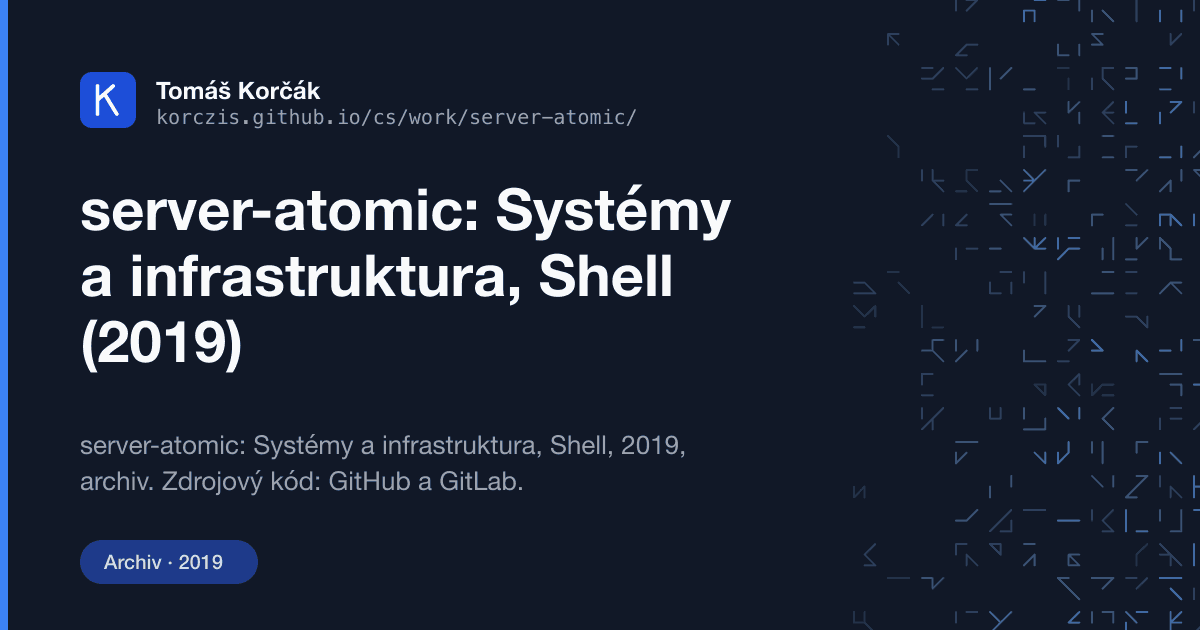 K
Tomáš Korčák
korczis.github.io/cs/work/server-atomic/
server-atomic: Systémy
a infrastruktura, Shell
(2019)
server-atomic: Systémy a infrastruktura, Shell, 2019,
archiv. Zdrojový kód: GitHub a GitLab.
Archiv · 2019